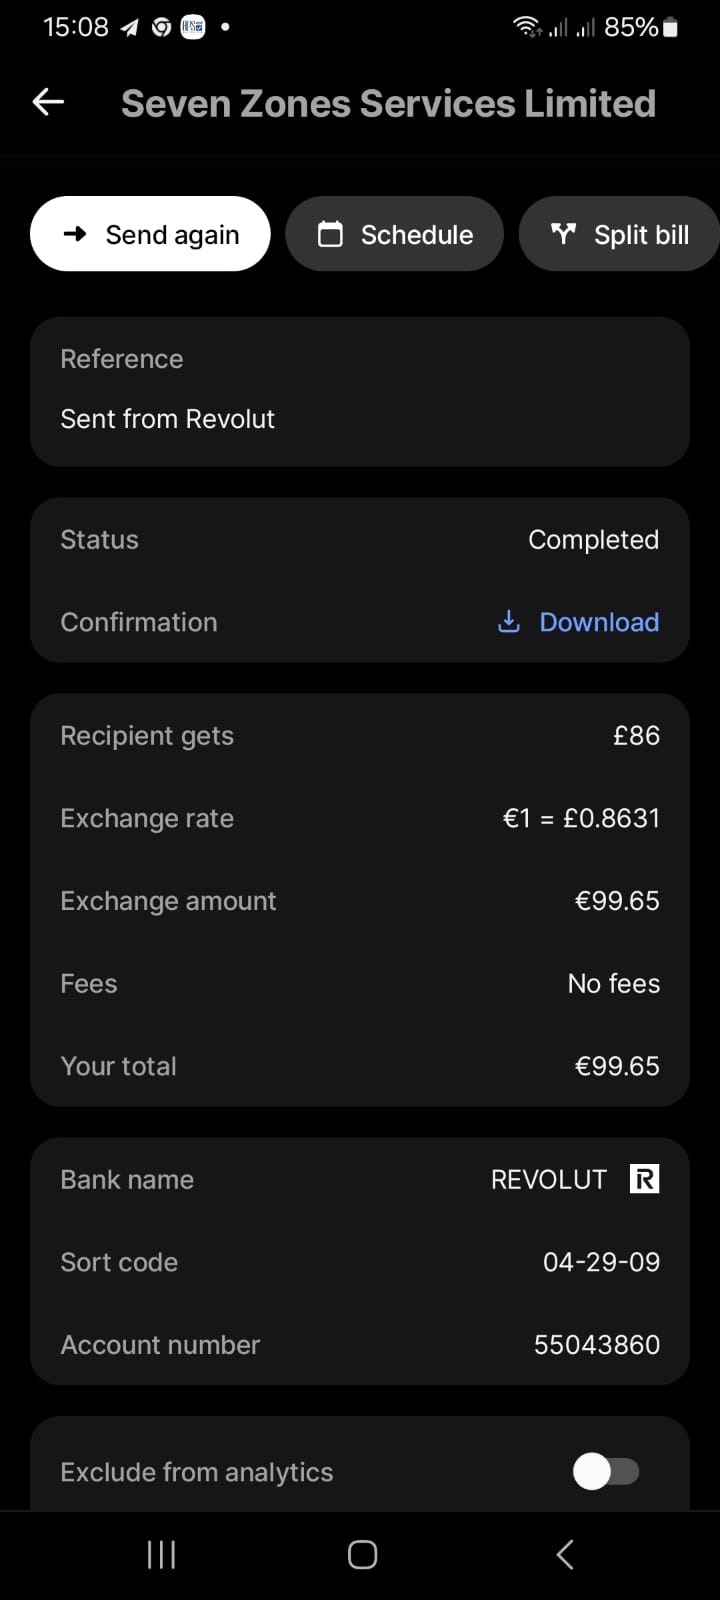 15:08 85%
Seven Zones Services Limited
Send again Schedule Split bill
Reference
Sent from Revolut
Status Completed
Confirmation Download
Recipient gets £86
Exchange rate €1 = £0.8631
Exchange amount €99.65
Fees No fees
Your total €99.65
Bank name REVOLUT R
Sort code 04-29-09
Account number 55043860
Exclude from analytics